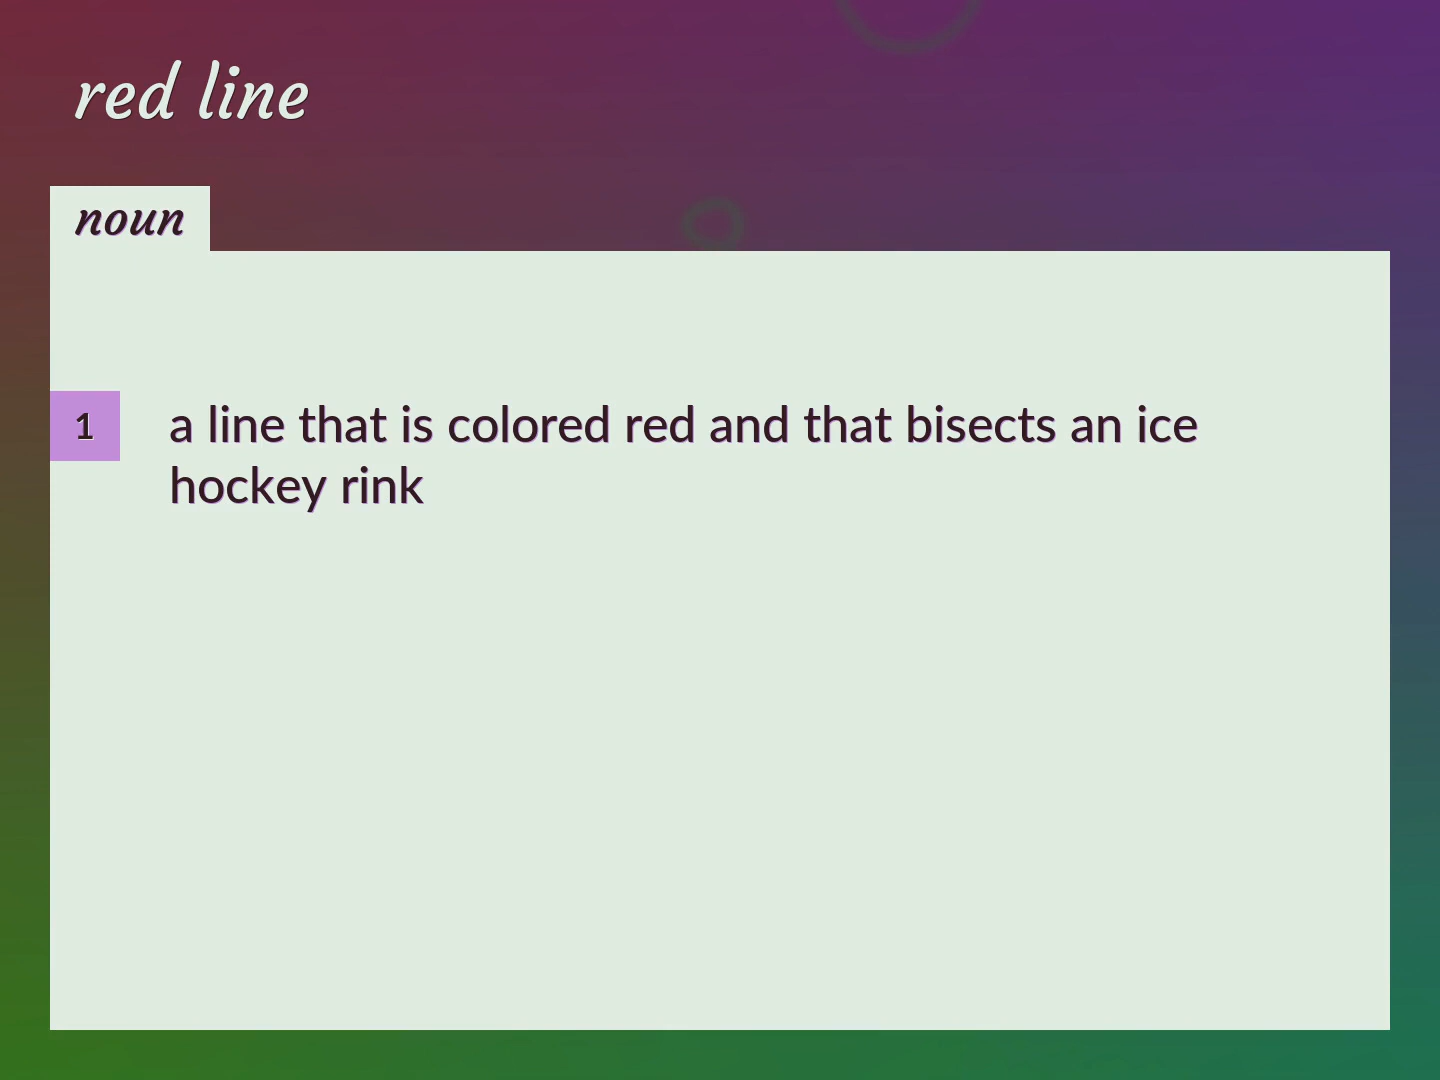 red line
noun
1
a line that is colored red and that bisects an ice
hockey rink